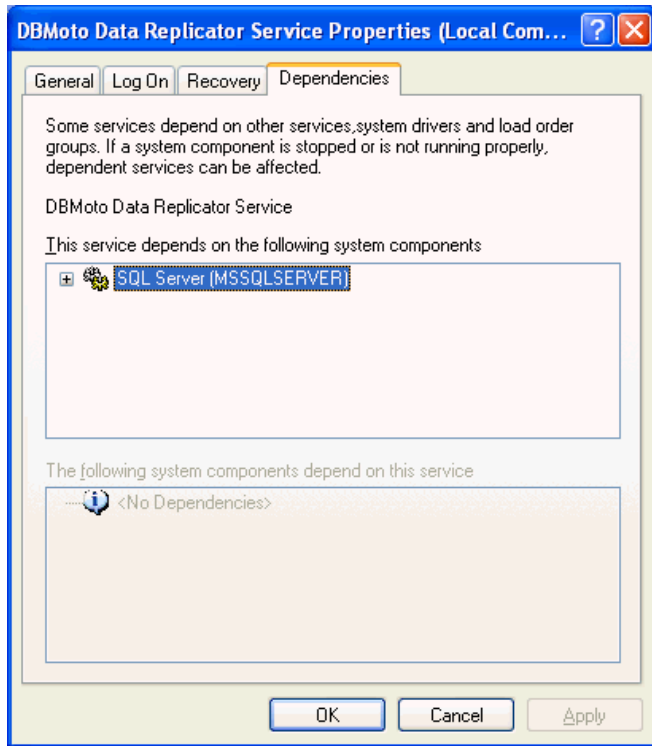 DBMoto Data Replicator Service Properties (Local Com...
General Log On Recovery Dependencies
Some services depend on other services,system drivers and load order
groups. If a system component is stopped or is not running properly,
dependent services can be affected.
DBMoto Data Replicator Service
This service depends on the following system components
SQL Server (MSSQLSERVER)
The following system components depend on this service
<No Dependencies>
OK Cancel Apply